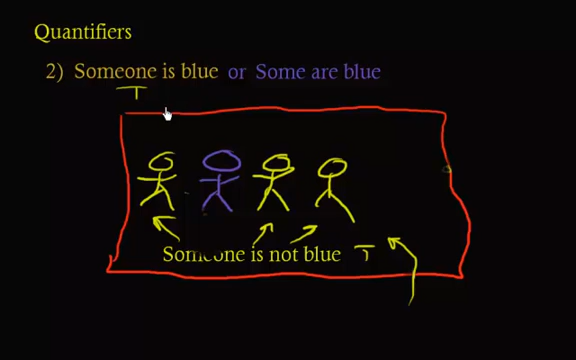 Quantifiers
2) Someone is blue or Some are blue
T
Someone is not blue T